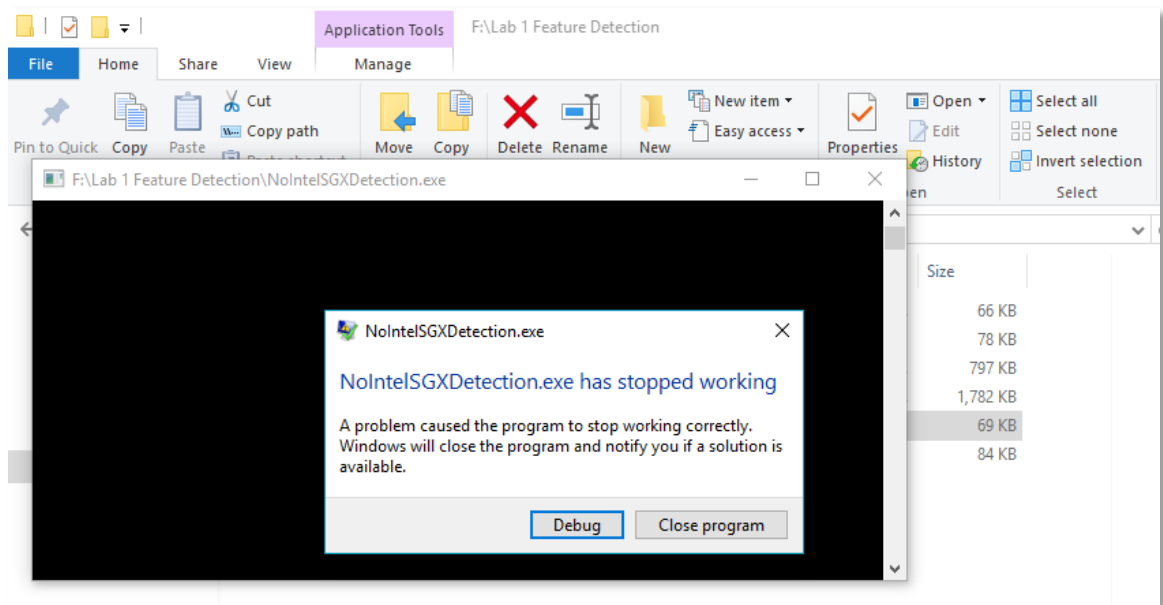 Application Tools
F:\Lab 1 Feature Detection
File
Home
Share
View
Manage
Cut
Copy path
Pin to Quick
Copy
Paste
Move
Copy
Delete
Rename
New
New item
Easy access
Properties
Open
Edit
History
Select all
Select none
Invert selection
Select
F:\Lab 1 Feature Detection\NoIntelSGXDetection.exe
Size
66 KB
78 KB
797 KB
1,782 KB
69 KB
84 KB
NoIntelSGXDetection.exe
NoIntelSGXDetection.exe has stopped working
A problem caused the program to stop working correctly.
Windows will close the program and notify you if a solution is
available.
Debug
Close program